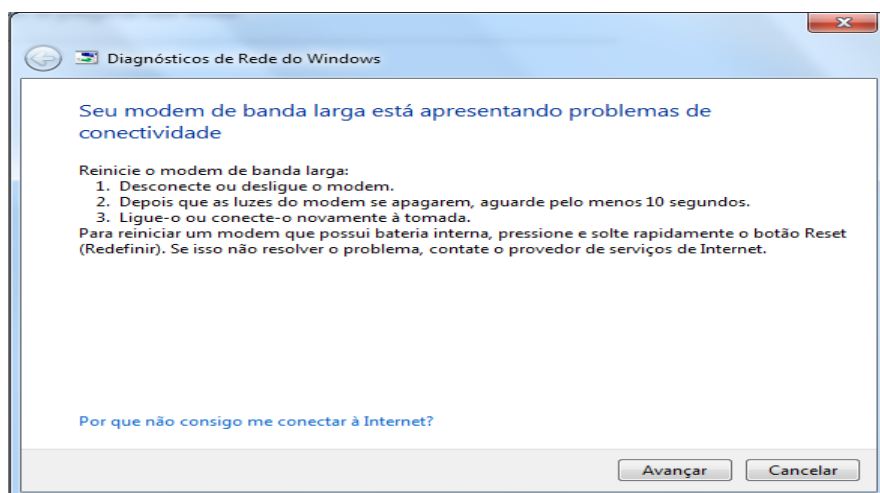 Diagnósticos de Rede do Windows
Seu modem de banda larga está apresentando problemas de
conectividade
Reinicie o modem de banda larga:
1. Desconecte ou desligue o modem.
2. Depois que as luzes do modem se apagarem, aguarde pelo menos 10 segundos.
3. Ligue-o ou conecte-o novamente à tomada.
Para reiniciar um modem que possui bateria interna, pressione e solte rapidamente o botão Reset
(Redefinir). Se isso não resolver o problema, contate o provedor de serviços de Internet.
Por que não consigo me conectar à Internet?
Avançar Cancelar